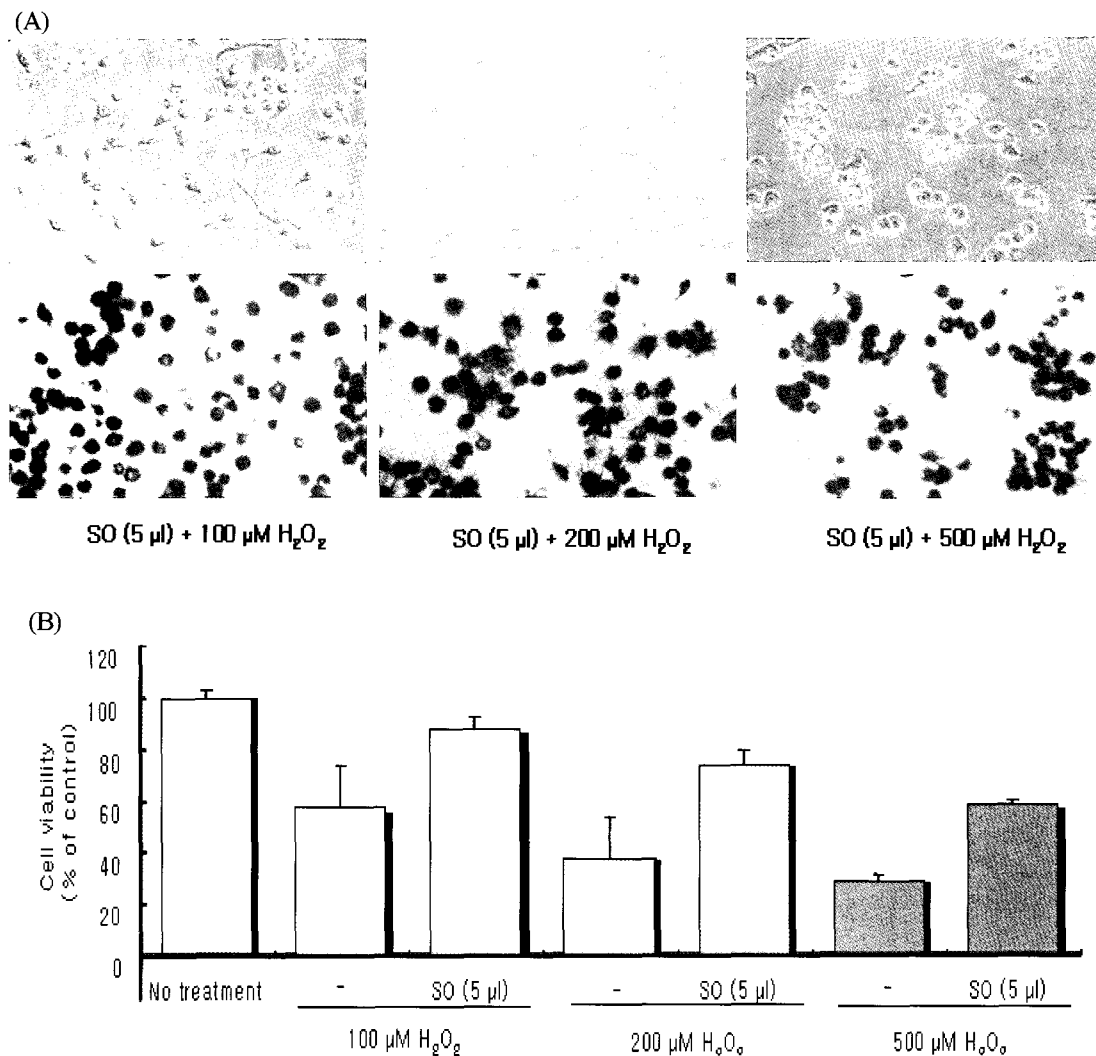 (A)
SO (5 µl) + 100 µM H₂O₂
SO (5 µl) + 200 µM H₂O₂
SO (5 µl) + 500 µM H₂O₂
(B)
Cell viability
(% of control)
120
100
80
60
40
20
0
No treatment
-
SO (5 µl)
-
SO (5 µl)
-
SO (5 µl)
100 µM H₂O₂
200 µM H₂O₂
500 µM H₂O₂